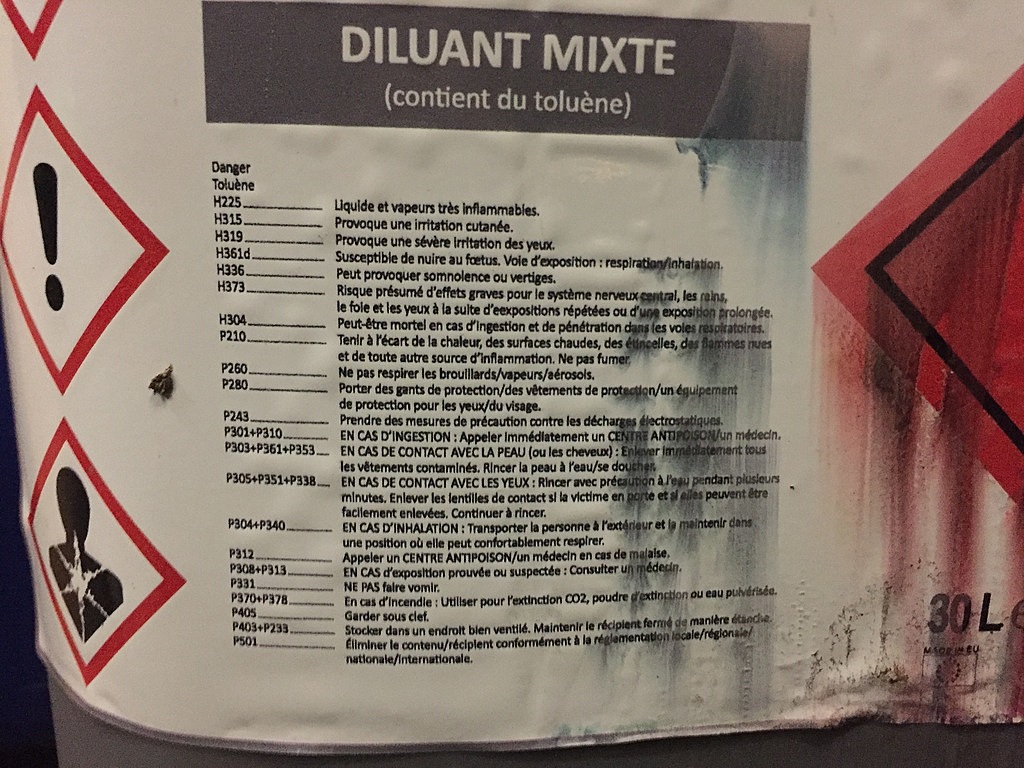 DILUANT MIXTE
(contient du toluène)
Danger
Toluène
H225 Liquide et vapeurs très inflammables.
H315 Provoque une irritation cutanée.
H319 Provoque une sévère irritation des yeux.
H361d Susceptible de nuire au fœtus. Voie d'exposition : respiration/inhalation.
H336 Peut provoquer somnolence ou vertiges.
H373 Risque présumé d'effets graves pour le système nerveux central, les reins,
le foie et les yeux à la suite d'eexpositions répétées ou d'une exposition prolongée.
H304 Peut-être mortel en cas d'ingestion et de pénétration dans les voies respiratoires.
P210 Tenir à l'écart de la chaleur, des surfaces chaudes, des étincelles, des flammes nues
et de toute autre source d'inflammation. Ne pas fumer.
P260 Ne pas respirer les brouillards/vapeurs/aérosols.
P280 Porter des gants de protection/des vêtements de protection/un équipement
de protection pour les yeux/du visage.
P243 Prendre des mesures de précaution contre les décharges électrostatiques.
P301+P310 EN CAS D'INGESTION : Appeler immédiatement un CENTRE ANTIPOISON/un médecin.
P303+P361+P353 EN CAS DE CONTACT AVEC LA PEAU (ou les cheveux) : Enlever immédiatement tous
les vêtements contaminés. Rincer la peau à l'eau/se doucher.
P305+P351+P338 EN CAS DE CONTACT AVEC LES YEUX : Rincer avec précaution à l'eau pendant plusieurs
minutes. Enlever les lentilles de contact si la victime en porte et si elles peuvent être
facilement enlevées. Continuer à rincer.
P304+P340 EN CAS D'INHALATION : Transporter la personne à l'extérieur et la maintenir dans
une position où elle peut confortablement respirer.
P312 Appeler un CENTRE ANTIPOISON/un médecin en cas de malaise.
P308+P313 EN CAS d'exposition prouvée ou suspectée : Consulter un médecin.
P331 NE PAS faire vomir.
P370+P378 En cas d'incendie : Utiliser pour l'extinction CO2, poudre d'extinction ou eau pulvérisée.
P405 Garder sous clef.
P403+P233 Stocker dans un endroit bien ventilé. Maintenir le récipient fermé de manière étanche.
P501 Éliminer le contenu/récipient conformément à la réglementation locale/régionale/
nationale/internationale.
30 L e
MADE IN EU